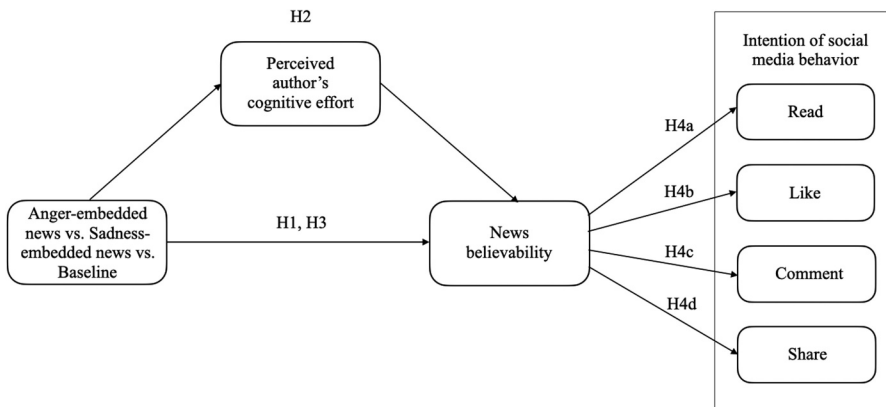 H2
Perceived
author's
cognitive effort
Anger-embedded
news vs. Sadness-
embedded news vs.
Baseline
H1, H3
News
believability
H4a
H4b
H4c
H4d
Intention of social
media behavior
Read
Like
Comment
Share